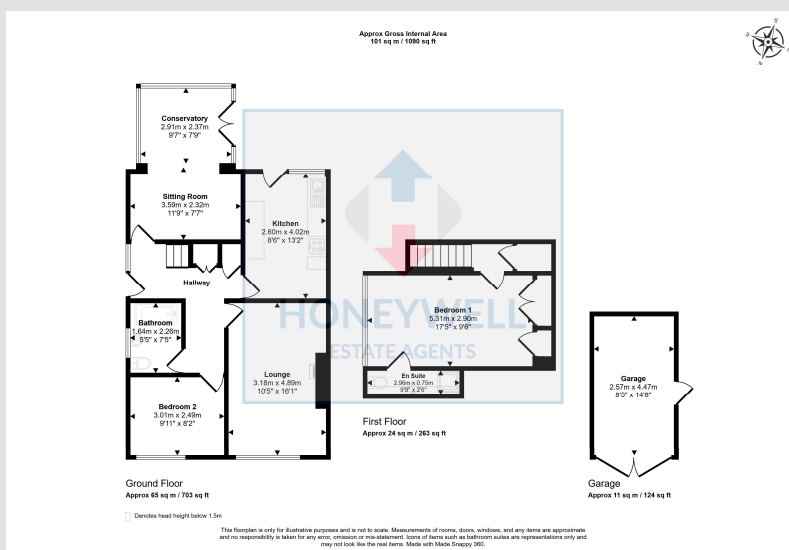 Approx Gross Internal Area
101 sq m / 1090 sq ft
Conservatory
2.91m x 2.37m
9'7" x 7'9"
Sitting Room
3.59m x 2.32m
11'9" x 7'7"
Kitchen
2.60m x 4.02m
8'6" x 13'2"
Hallway
Bathroom
1.64m x 2.26m
5'5" x 7'5"
Lounge
3.18m x 4.89m
10'5" x 16'1"
Bedroom 2
3.01m x 2.49m
9'11" x 8'2"
Ground Floor
Approx 65 sq m / 703 sq ft
HONEYWELL
ESTATE AGENTS
Bedroom 1
5.31m x 2.90m
17'5" x 9'6"
En Suite
2.96m x 0.75m
9'9" x 2'6"
First Floor
Approx 24 sq m / 263 sq ft
Garage
2.57m x 4.47m
8'5" x 14'8"
Garage
Approx 11 sq m / 124 sq ft
Denotes head height below 1.5m
This floorplan is only for illustrative purposes and is not to scale. Measurements of rooms, doors, windows, and any items are approximate
and no responsibility is taken for any error, omission or mis-statement. Icons of items such as bathroom suites are representations only and
may not look like the real items. Made with Made Snappy 360.